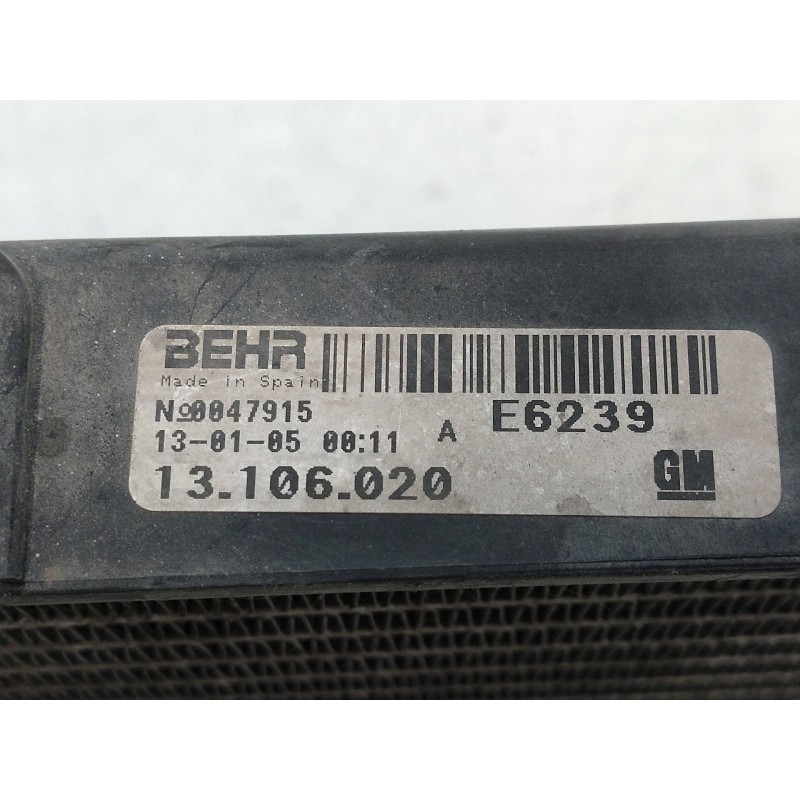 BEHR
Made in Spain
Nº0047915
13-01-05 00:11 A E6239
13.106.020 GM